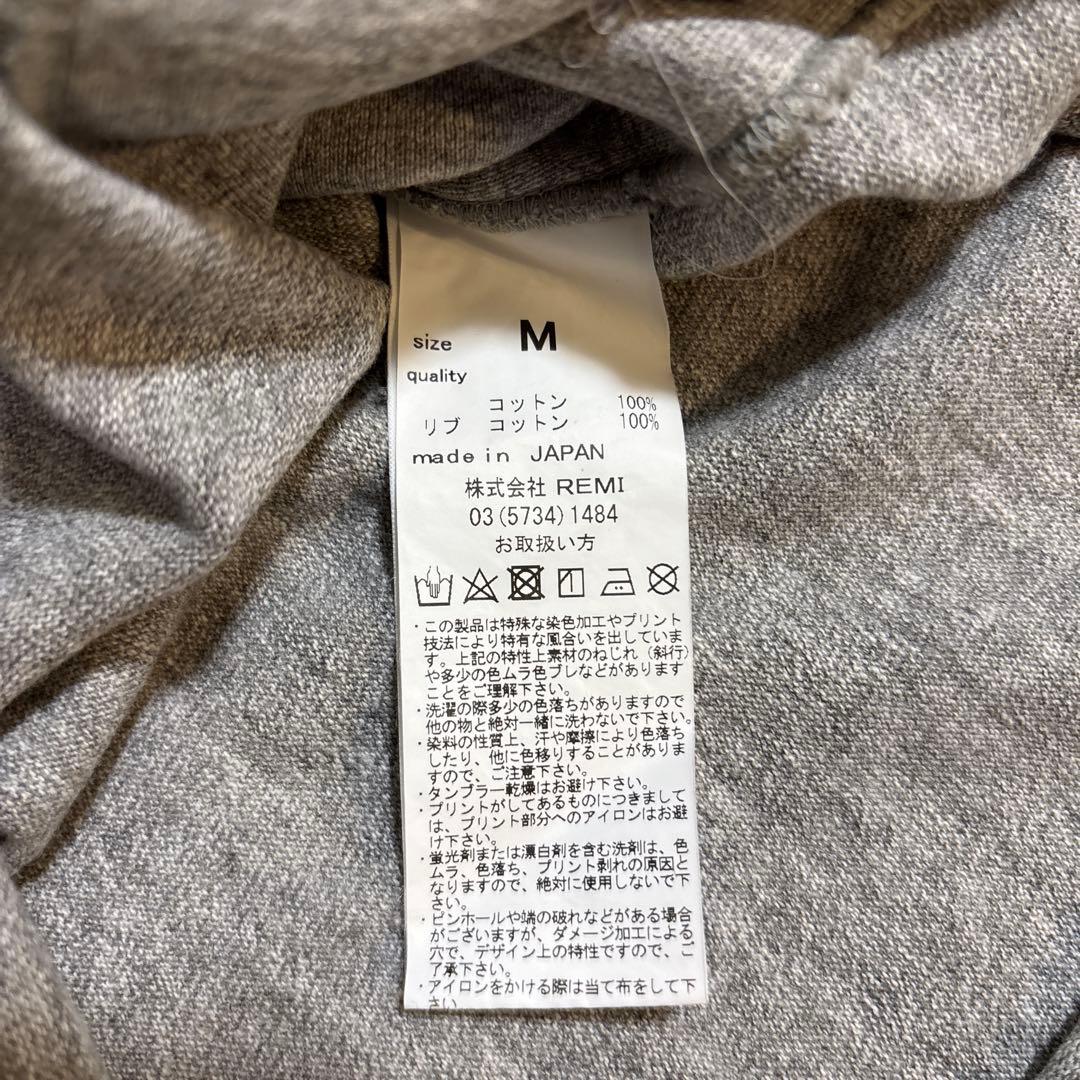 size M
quality
コットン 100%
リブ コットン 100%
made in JAPAN
株式会社 REMI
03(5734)1484
お取扱い方
・この製品は特殊な染色加工やプリント
技法により特有な風合いを出していま
す。上記の特性上素材のねじれ（斜行）
や多少の色ムラ色ブレなどがあります
ことをご理解下さい。
・洗濯の際多少の色落ちがありますので
他の物と絶対一緒に洗わないで下さい。
・染料の性質上、汗や摩擦により色落ち
したり、他に色移りすることがありま
すので、ご注意下さい。
・タンブラー乾燥はお避け下さい。
・プリントがしてあるものにつきまして
は、プリント部分へのアイロンはお避
け下さい。
・蛍光剤または漂白剤を含む洗剤は、色
ムラ、色落ち、プリント剥れの原因と
なりますので、絶対に使用しないで下
さい。
・ピンホールや端の破れなどがある場合
がございますが、ダメージ加工による
穴で、デザイン上の特性ですので、ご
了承下さい。
・アイロンをかける際は当て布をして下
さい